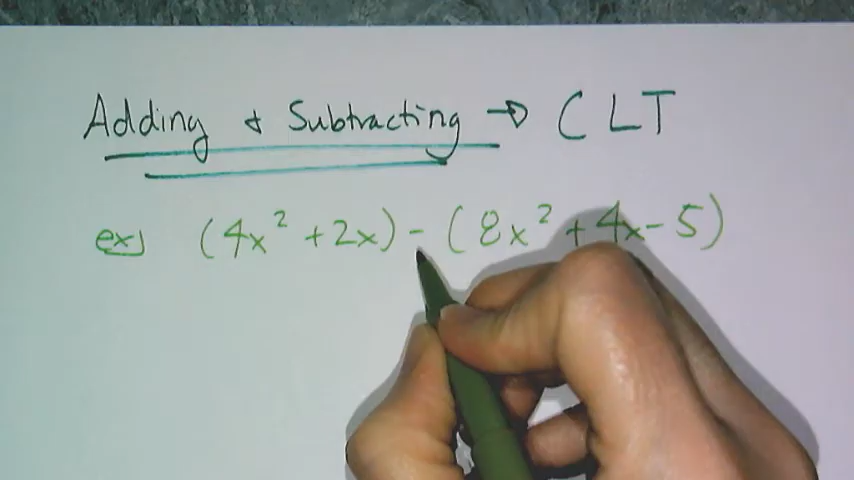 Adding & Subtracting → CLT
ex) (4x² + 2x) - (8x² + 4x - 5)